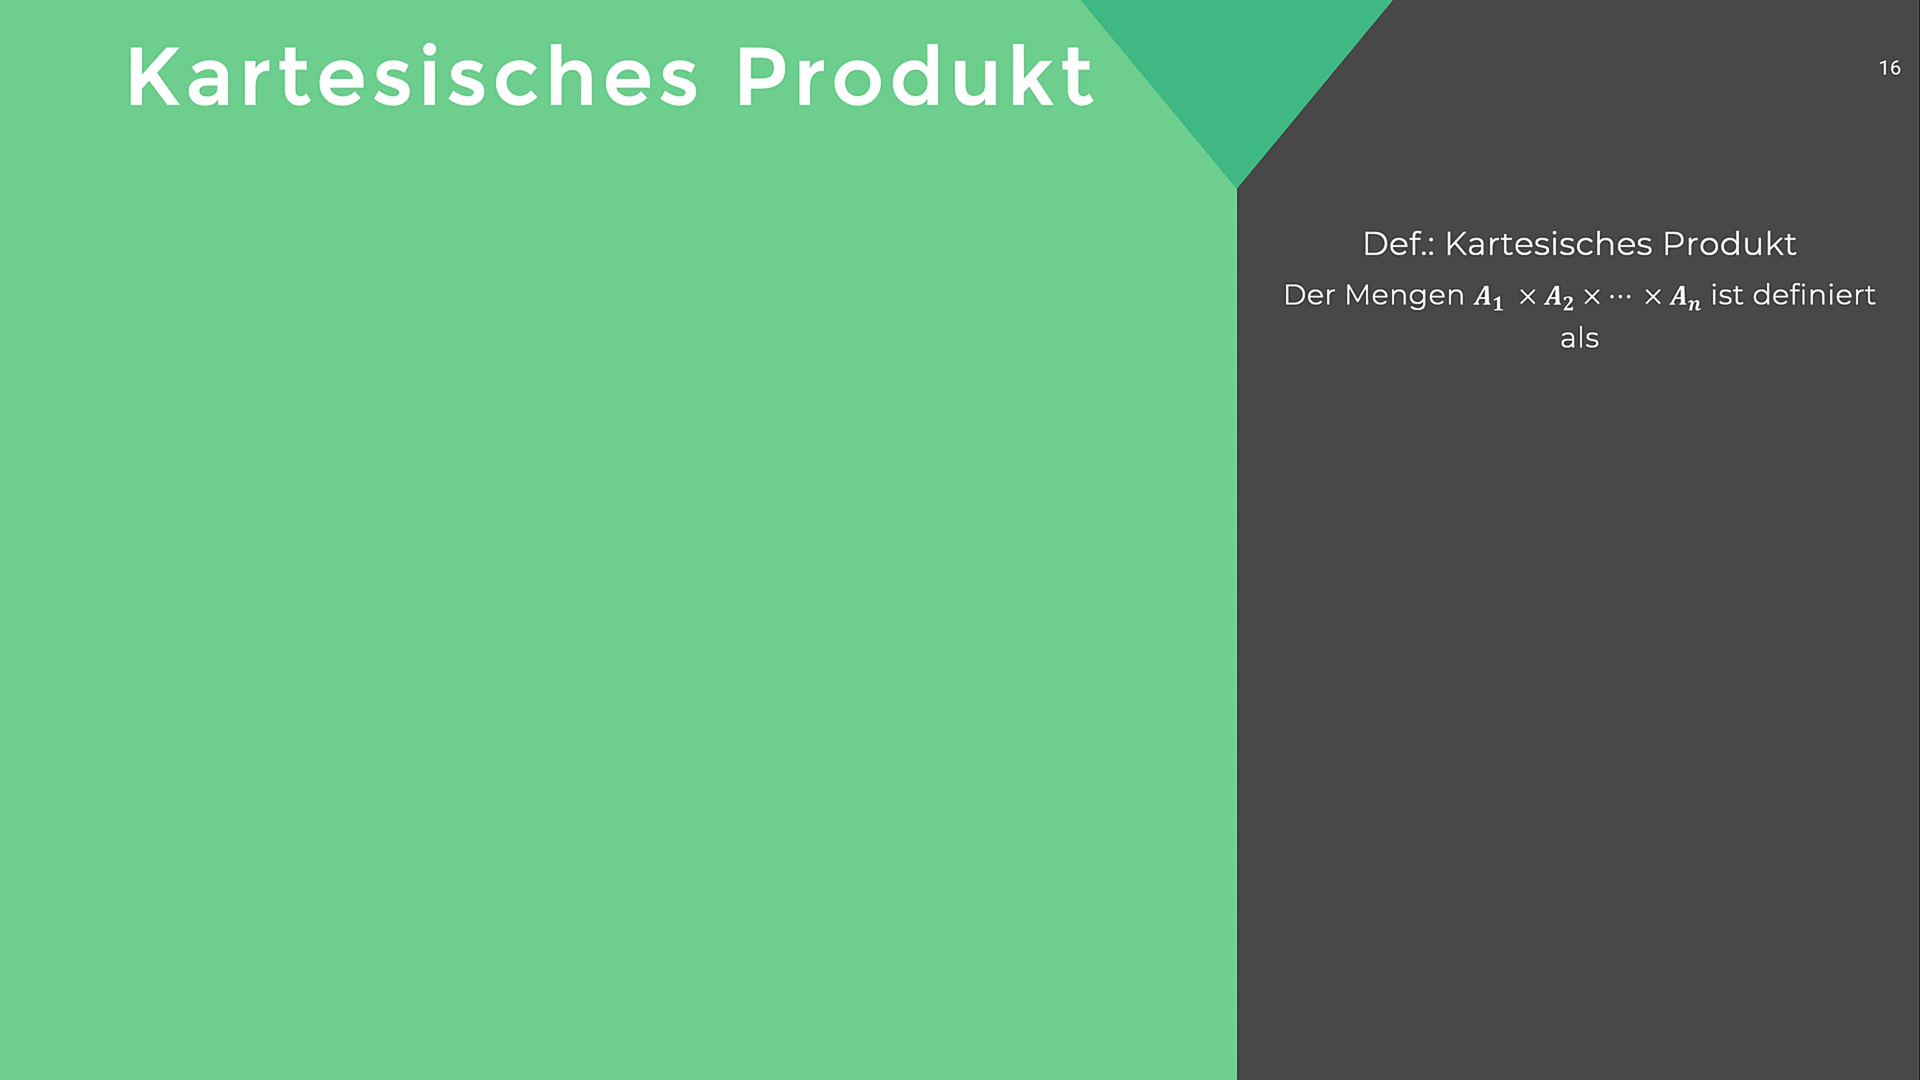 Kartesisches Produkt
16
Def.: Kartesisches Produkt
Der Mengen A₁ × A₂ × ⋯ × Aₙ ist definiert
als